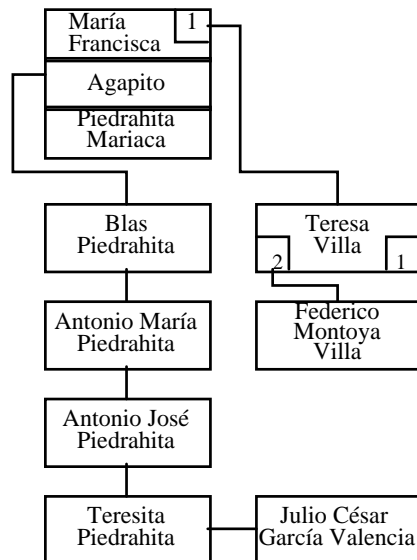 María
Francisca
1
Agapito
Piedrahita
Mariaca
Blas
Piedrahita
Teresa
Villa
2
1
Antonio María
Piedrahita
Federico
Montoya
Villa
Antonio José
Piedrahita
Teresita
Piedrahita
Julio César
García Valencia